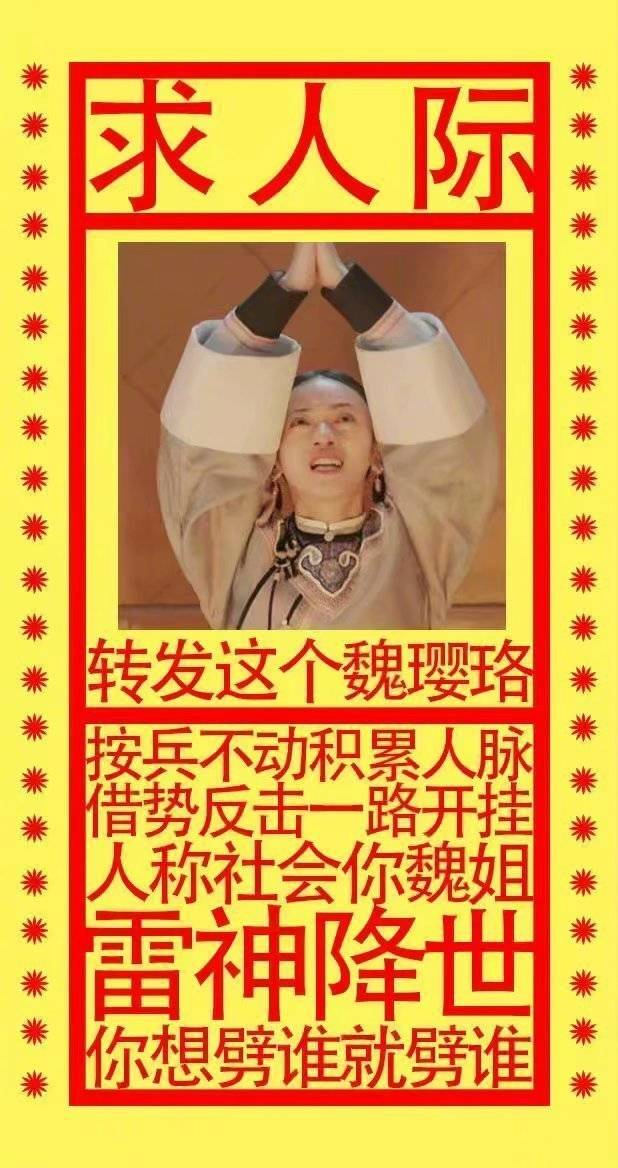 求人际
转发这个魏璎珞
按兵不动积累人脉
借势反击一路开挂
人称社会你魏姐
雷神降世
你想劈谁就劈谁